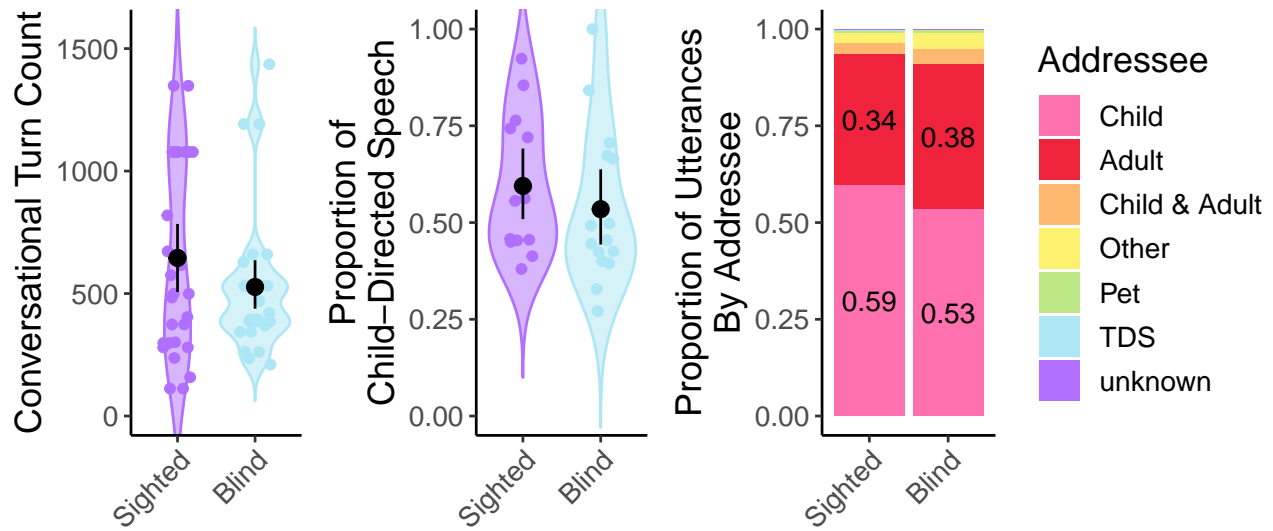 Conversational Turn Count
1500
1000
500
0
Sighted
Blind
Proportion of
Child−Directed Speech
1.00
0.75
0.50
0.25
0.00
Sighted
Blind
Proportion of Utterances
By Addressee
1.00
0.75
0.50
0.25
0.00
0.34
0.38
0.59
0.53
Sighted
Blind
Addressee
Child
Adult
Child & Adult
Other
Pet
TDS
unknown